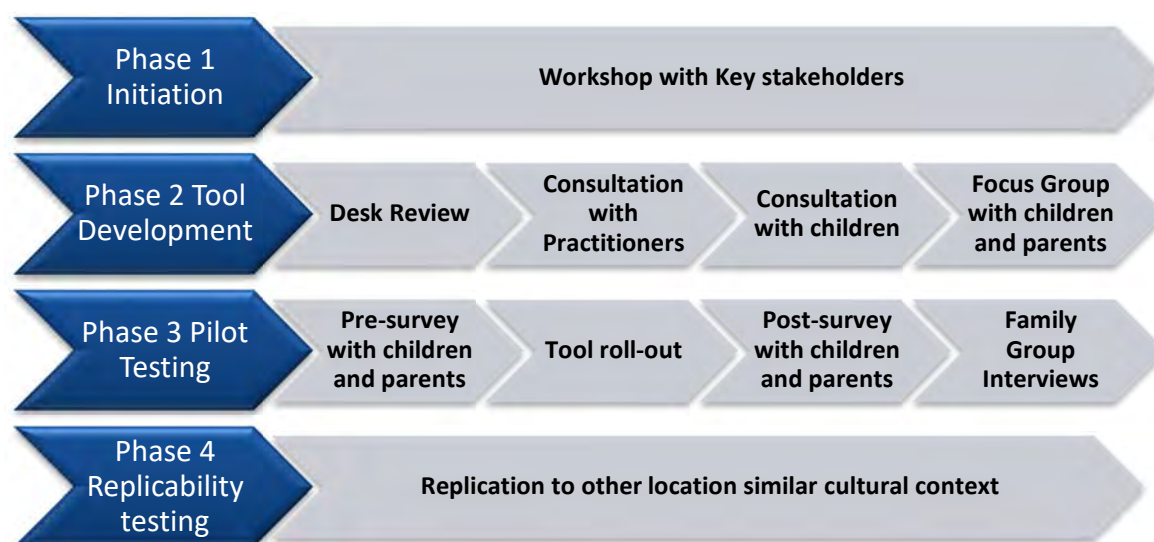 Phase 1
Initiation
Workshop with Key stakeholders
Phase 2 Tool
Development
Desk Review
Consultation
with
Practitioners
Consultation
with children
Focus Group
with children
and parents
Phase 3 Pilot
Testing
Pre-survey
with children
and parents
Tool roll-out
Post-survey
with children
and parents
Family
Group
Interviews
Phase 4
Replicability
testing
Replication to other location similar cultural context